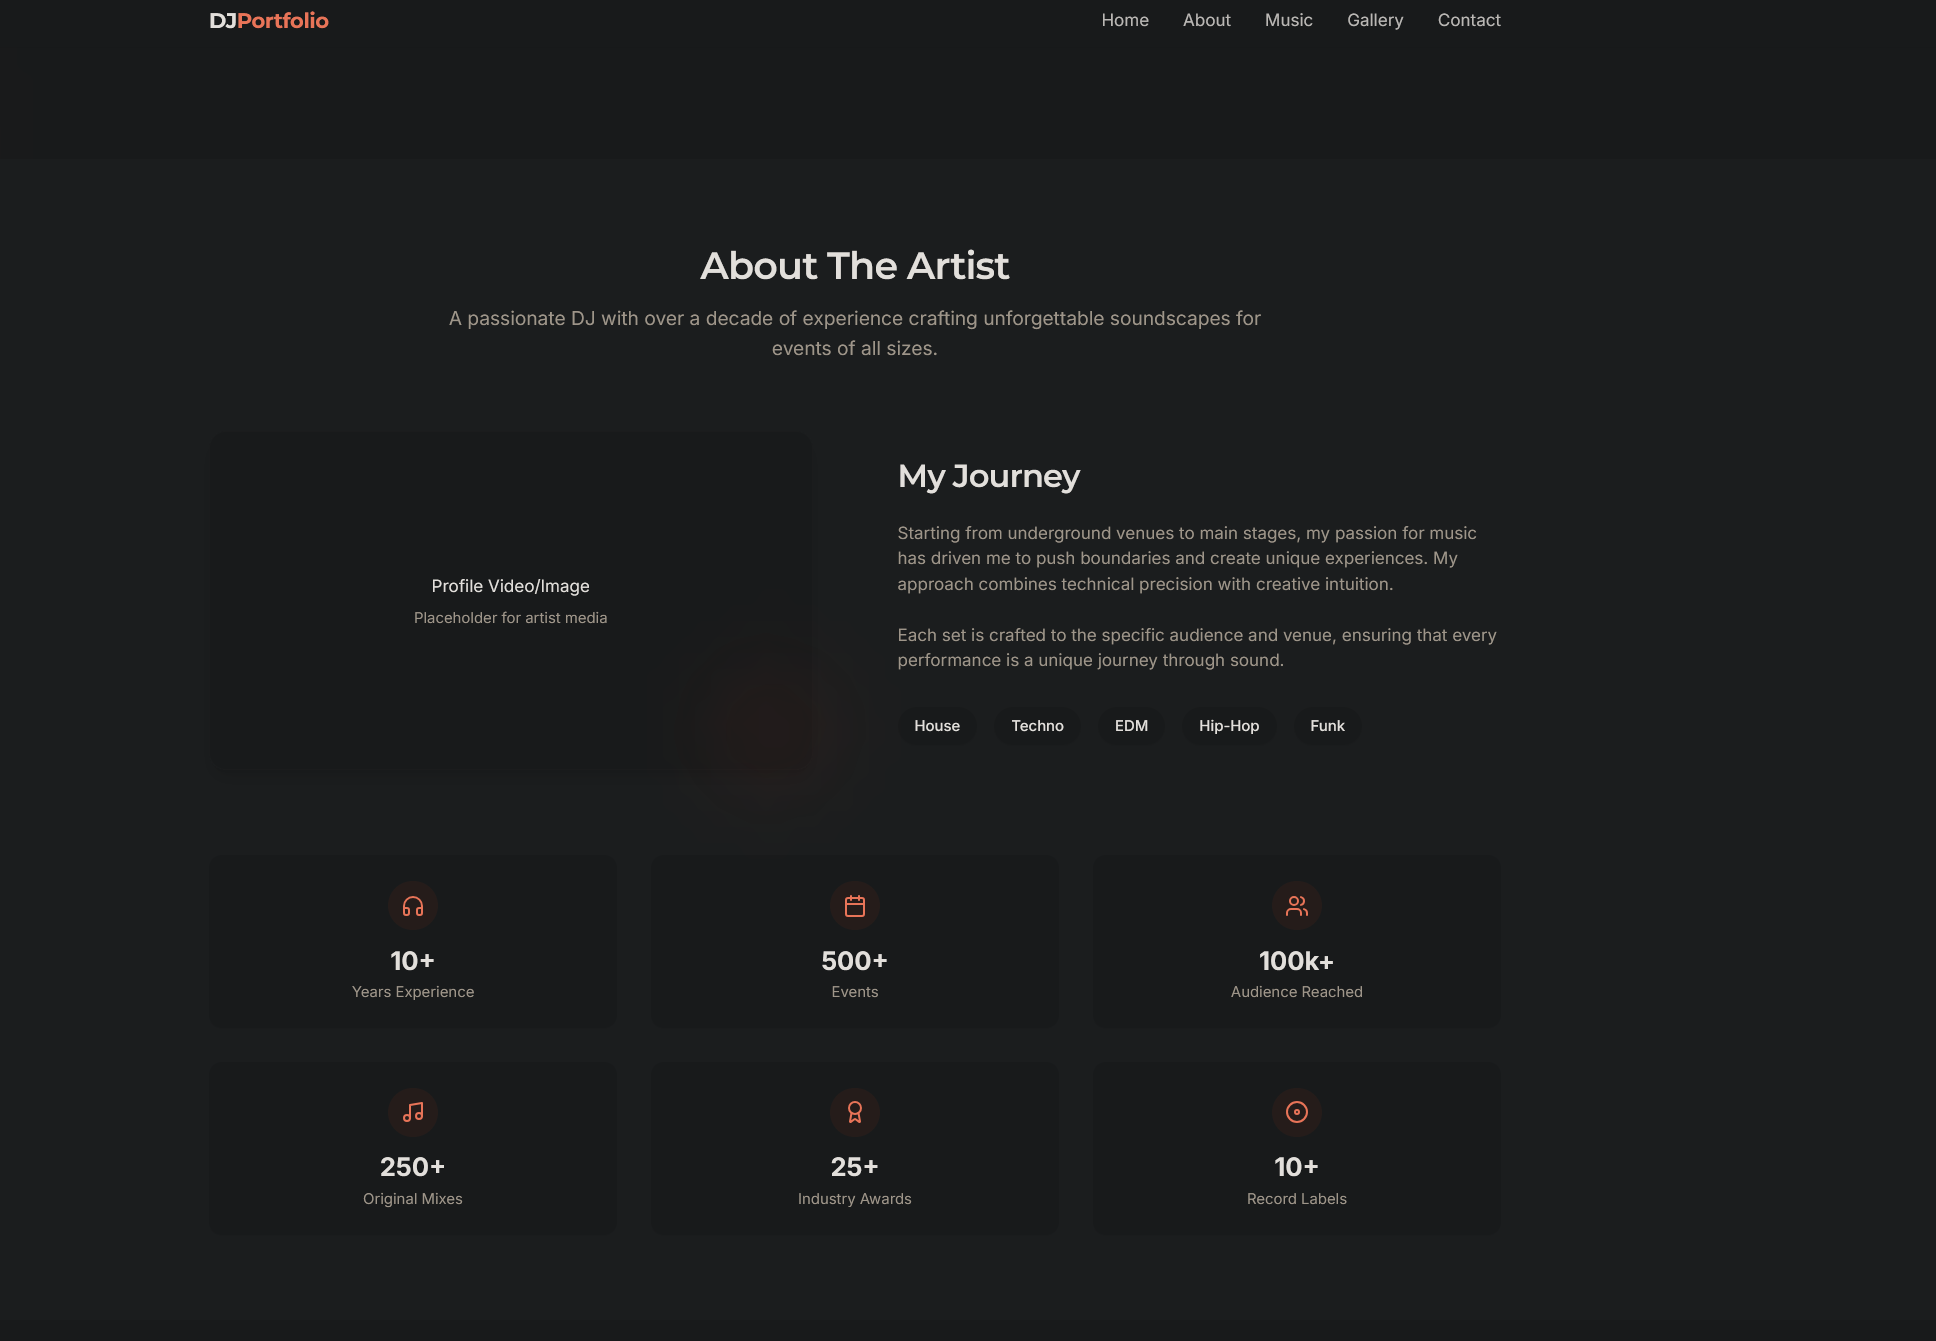 DJPortfolio
Home About Music Gallery Contact
About The Artist
A passionate DJ with over a decade of experience crafting unforgettable soundscapes for
events of all sizes.
Profile Video/Image
Placeholder for artist media
My Journey
Starting from underground venues to main stages, my passion for music
has driven me to push boundaries and create unique experiences. My
approach combines technical precision with creative intuition.
Each set is crafted to the specific audience and venue, ensuring that every
performance is a unique journey through sound.
House Techno EDM Hip-Hop Funk
10+
Years Experience
500+
Events
100k+
Audience Reached
250+
Original Mixes
25+
Industry Awards
10+
Record Labels